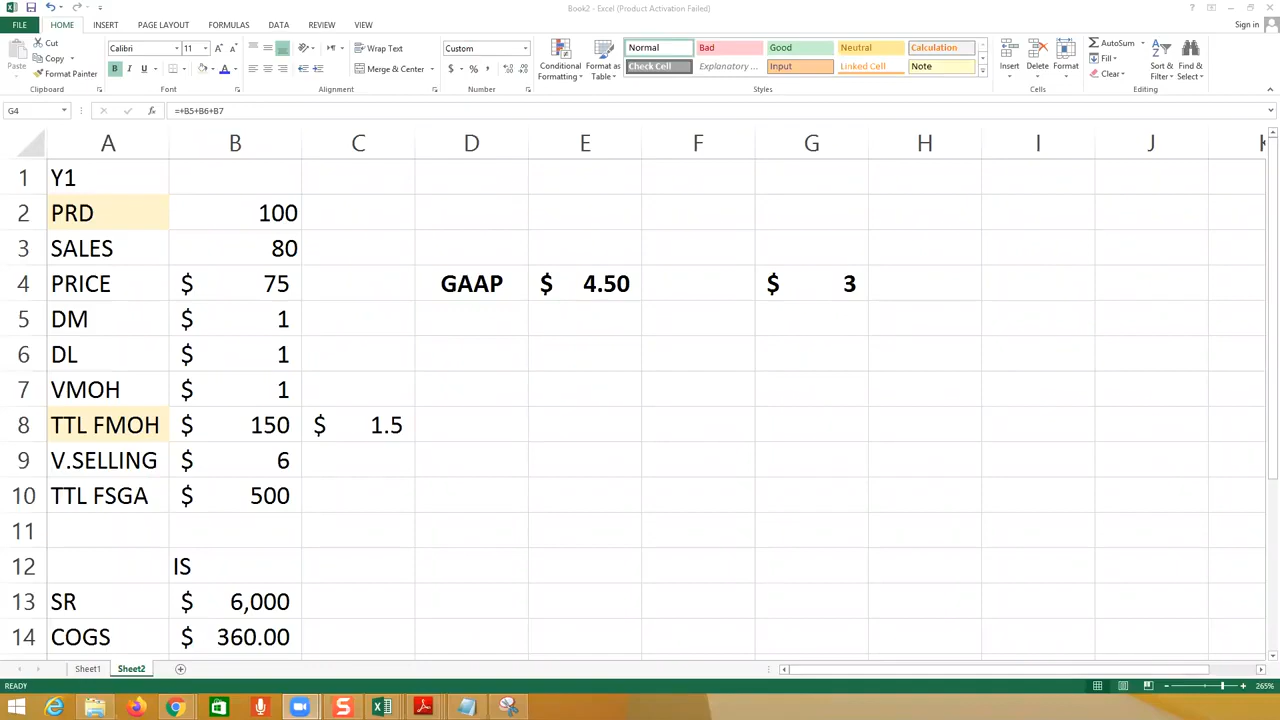 Book2 - Excel (Product Activation Failed)
FILE HOME INSERT PAGE LAYOUT FORMULAS DATA REVIEW VIEW Sign in
Paste Cut Copy Format Painter
Calibri 11 B I U A
Wrap Text Merge & Center
Custom $ % ,
Conditional Formatting Format as Table
Normal Bad Good Neutral Calculation
Check Cell Explanatory ... Input Linked Cell Note
Insert Delete Format
AutoSum Fill Clear Sort & Filter Find & Select
Clipboard Font Alignment Number Styles Cells Editing
G4 fx =+B5+B6+B7
A B C D E F G H I J K
1 Y1
2 PRD 100
3 SALES 80
4 PRICE $ 75 GAAP $ 4.50 $ 3
5 DM $ 1
6 DL $ 1
7 VMOH $ 1
8 TTL FMOH $ 150 $ 1.5
9 V.SELLING $ 6
10 TTL FSGA $ 500
11
12 IS
13 SR $ 6,000
14 COGS $ 360.00
Sheet1 Sheet2
READY 265%